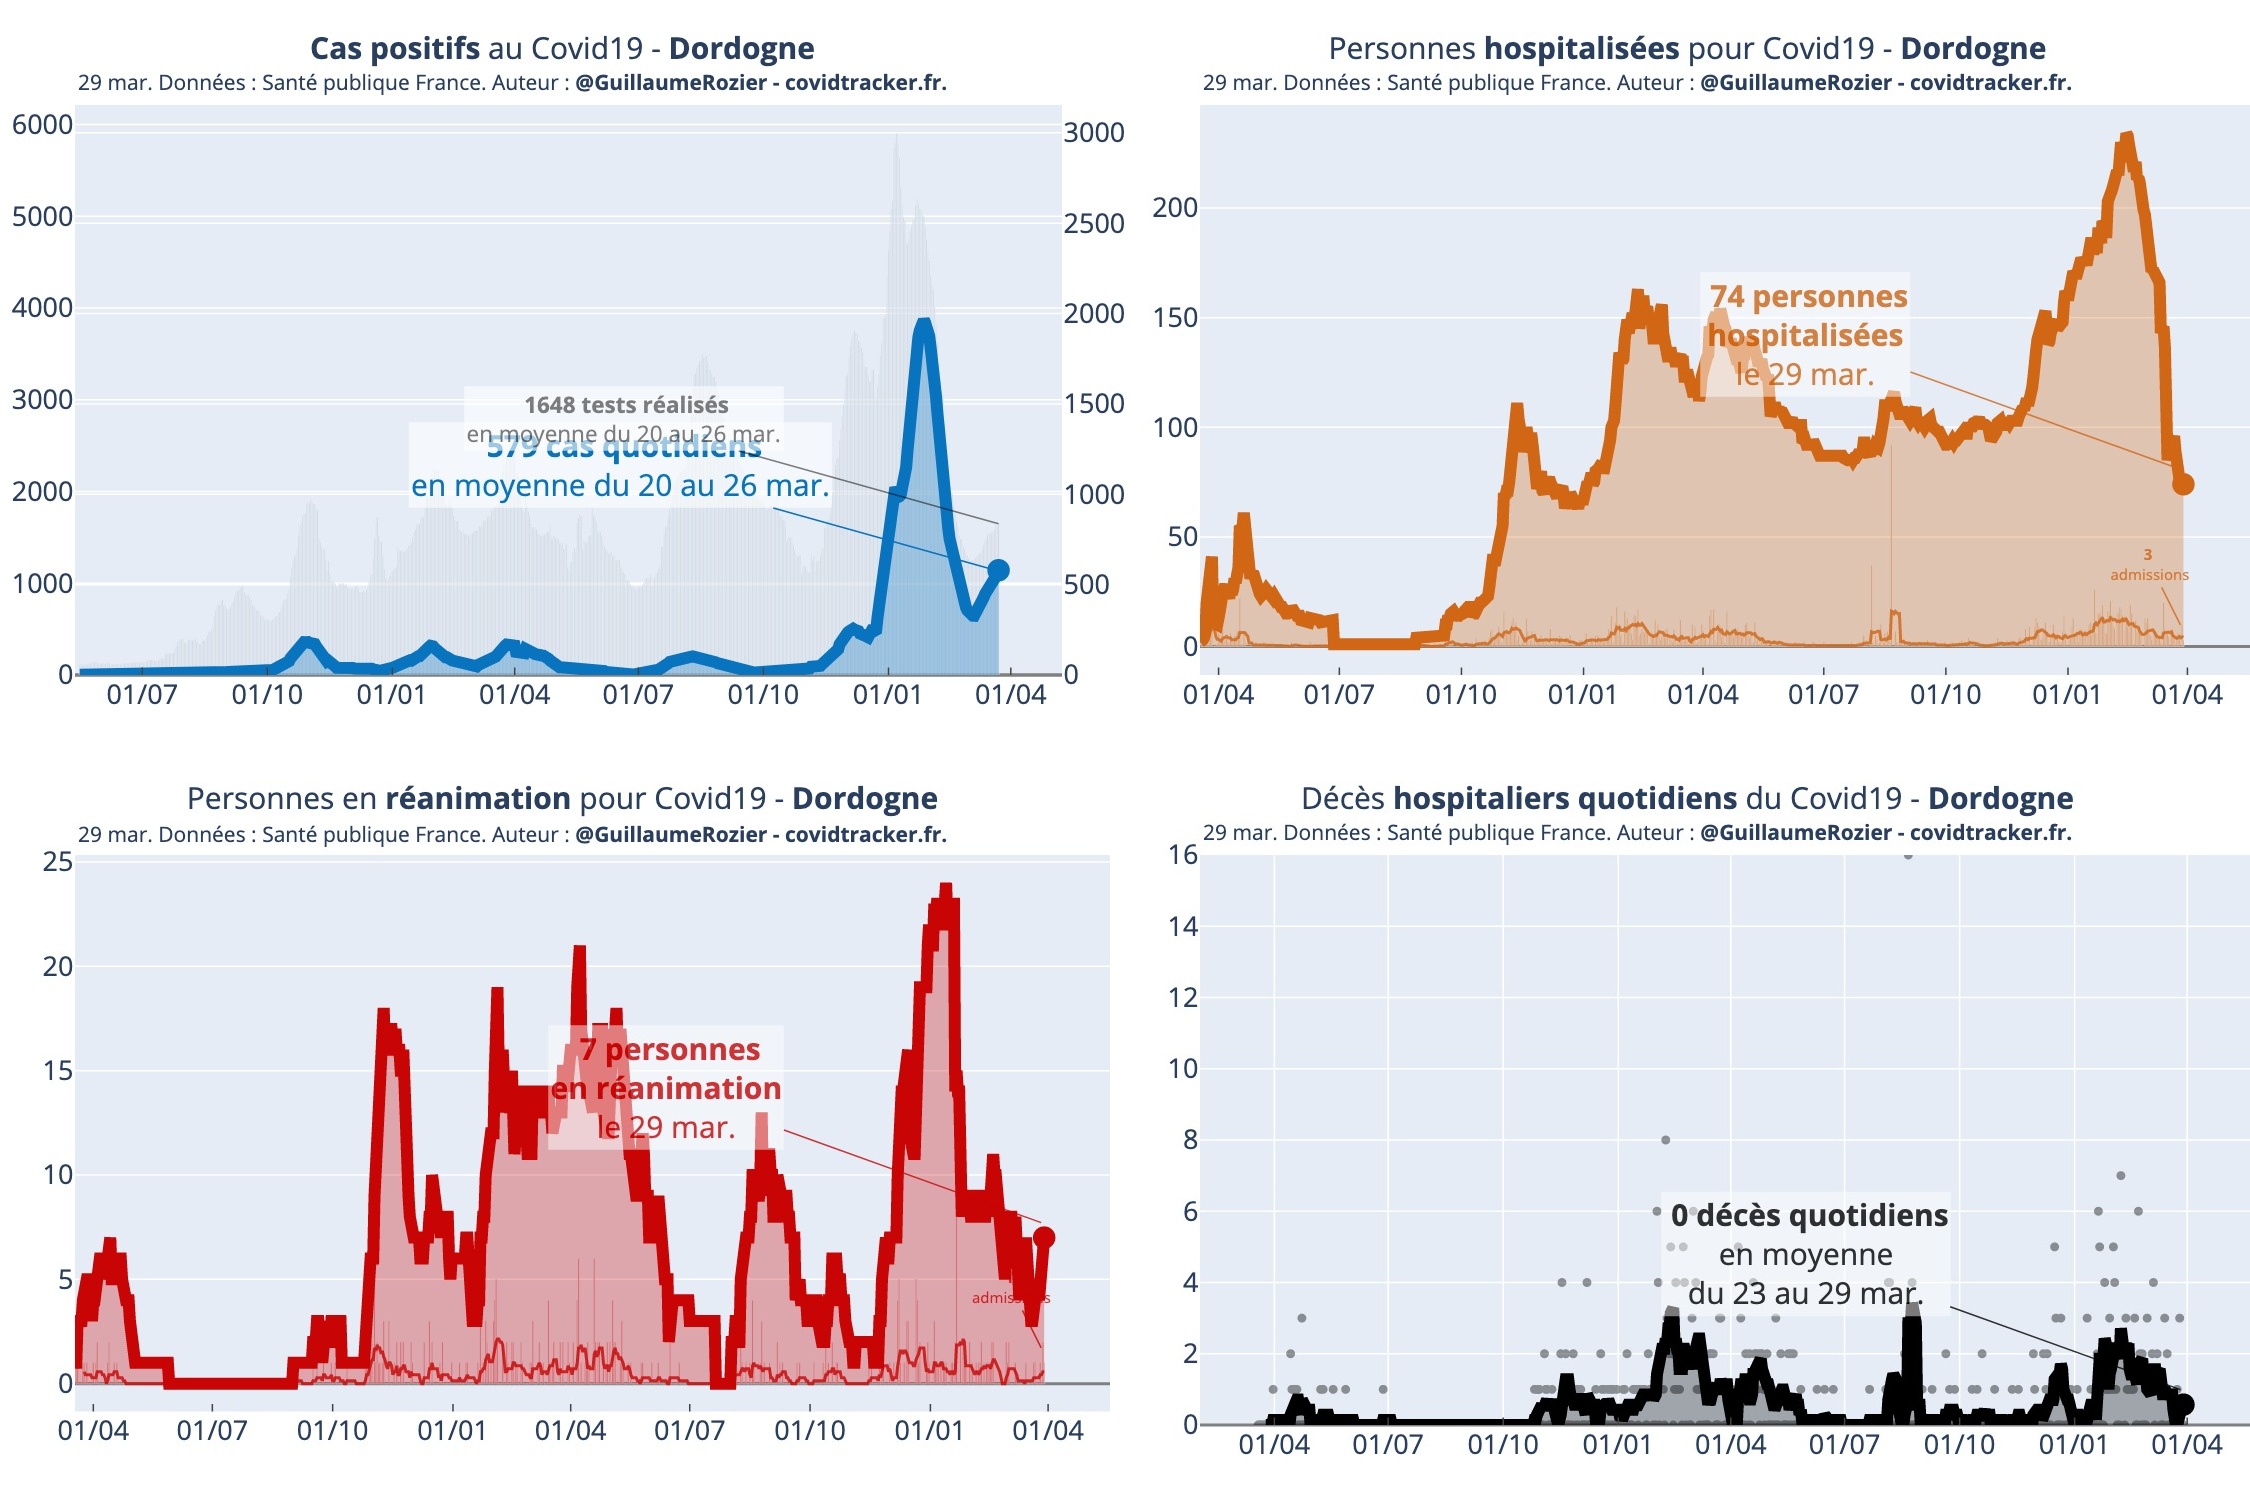 Cas positifs au Covid19 - Dordogne
29 mar. Données : Santé publique France. Auteur : @GuillaumeRozier - covidtracker.fr.
6000
5000
4000
3000
2000
1000
0
3000
2500
2000
1500
1000
500
0
1648 tests réalisés
en moyenne du 20 au 26 mar.
579 cas quotidiens
en moyenne du 20 au 26 mar.
01/07 01/10 01/01 01/04 01/07 01/10 01/01 01/04
Personnes hospitalisées pour Covid19 - Dordogne
29 mar. Données : Santé publique France. Auteur : @GuillaumeRozier - covidtracker.fr.
200
150
100
50
0
74 personnes
hospitalisées
le 29 mar.
3
admissions
01/04 01/07 01/10 01/01 01/04 01/07 01/10 01/01 01/04
Personnes en réanimation pour Covid19 - Dordogne
29 mar. Données : Santé publique France. Auteur : @GuillaumeRozier - covidtracker.fr.
25
20
15
10
5
0
7 personnes
en réanimation
le 29 mar.
admissions
01/04 01/07 01/10 01/01 01/04 01/07 01/10 01/01 01/04
Décès hospitaliers quotidiens du Covid19 - Dordogne
29 mar. Données : Santé publique France. Auteur : @GuillaumeRozier - covidtracker.fr.
16
14
12
10
8
6
4
2
0
0 décès quotidiens
en moyenne
du 23 au 29 mar.
01/04 01/07 01/10 01/01 01/04 01/07 01/10 01/01 01/04